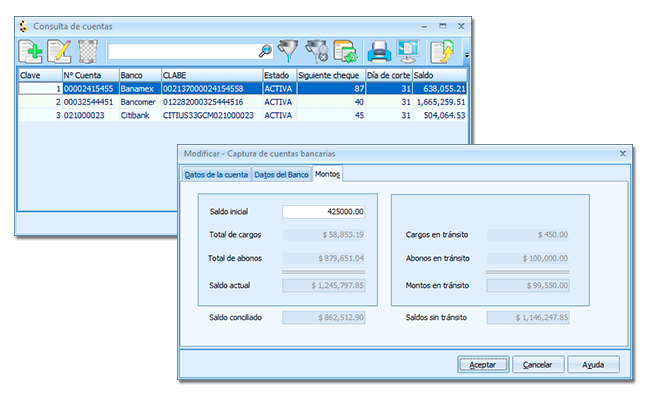 Consulta de cuentas
Clave Nº Cuenta Banco CLABE Estado Siguiente cheque Día de corte Saldo
1 00002415455 Banamex 002137000024154558 ACTIVA 87 31 638,055.21
2 00032544451 Bancomer 012282000325444516 ACTIVA 40 31 1,665,259.51
3 021000023 Citibank CITIUS33GCM021000023 ACTIVA 45 31 504,064.53
Modificar - Captura de cuentas bancarias
Datos de la cuenta Datos del Banco Montos
Saldo inicial 425000.00
Total de cargos $ 58,853.19 Cargos en tránsito $ 450.00
Total de abonos $ 879,651.04 Abonos en tránsito $ 100,000.00
Saldo actual $ 1,245,797.85 Montos en tránsito $ 99,550.00
Saldo conciliado $ 862,512.90 Saldos sin tránsito $ 1,146,247.85
Aceptar Cancelar Ayuda